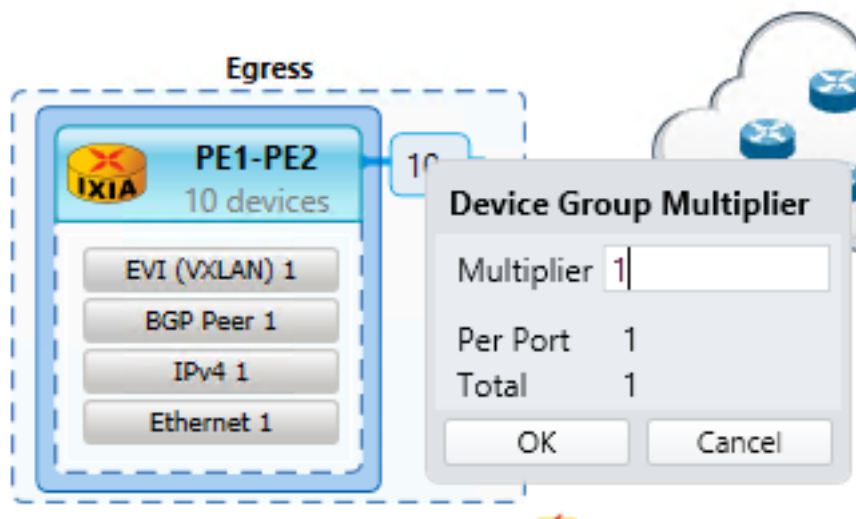 Egress
IXIA
PE1-PE2
10 devices
10
EVI (VXLAN) 1
BGP Peer 1
IPv4 1
Ethernet 1
Device Group Multiplier
Multiplier 1
Per Port 1
Total 1
OK Cancel